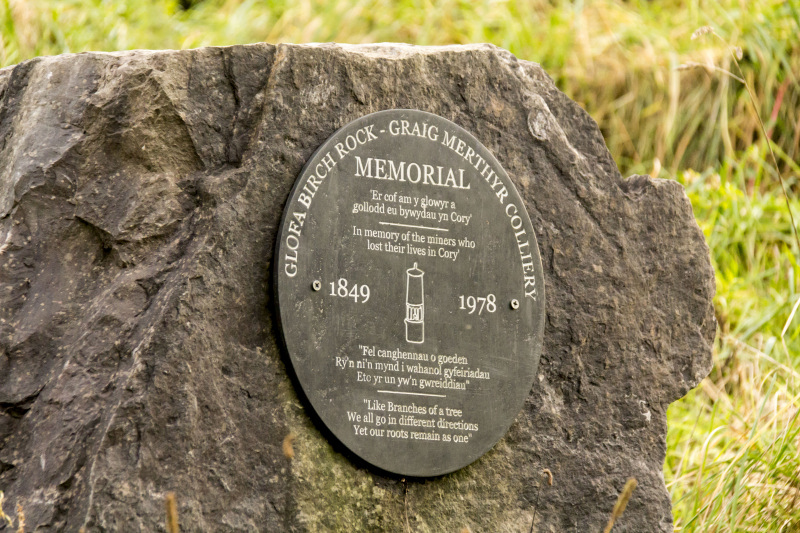 GLOFA BIRCH ROCK - GRAIG MERTHYR COLLIERY
MEMORIAL
'Er cof am y glowyr a
gollodd eu bywydau yn Cory'
In memory of the miners who
lost their lives in Cory'
1849
1978
"Fel canghennau o goeden
Ry'n ni'n mynd i wahanol gyfeiriadau
Etc yr un yw'n gwreiddiau"
"Like Branches of a tree
We all go in different directions
Yet our roots remain as one"